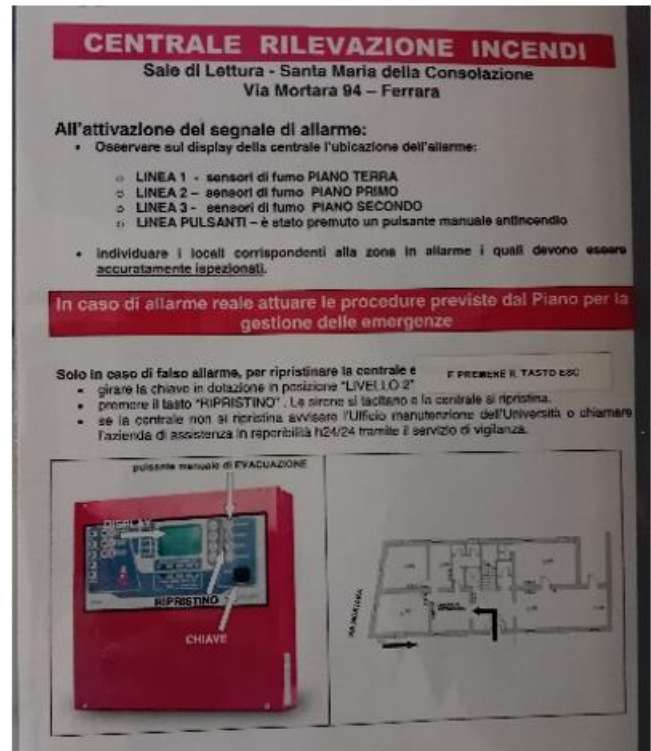 CENTRALE RILEVAZIONE INCENDI
Sale di Lettura - Santa Maria della Consolazione
Via Mortara 94 – Ferrara
All'attivazione del segnale di allarme:
• Osservare sul display della centrale l'ubicazione dell'allarme:
o LINEA 1 - sensori di fumo PIANO TERRA
o LINEA 2 – sensori di fumo PIANO PRIMO
o LINEA 3 - sensori di fumo PIANO SECONDO
o LINEA PULSANTI – è stato premuto un pulsante manuale antincendio
• individuare i locali corrispondenti alla zona in allarme i quali devono essere
accuratamente ispezionati.
In caso di allarme reale attuare le procedure previste dal Piano per la
gestione delle emergenze
Solo in caso di falso allarme, per ripristinare la centrale e
E PREMERE IL TASTO ESC
• girare la chiave in dotazione in posizione "LIVELLO 2"
• premere il tasto "RIPRISTINO". Le sirene si tacitano e la centrale si ripristina.
• se la centrale non si ripristina avvisare l'Ufficio manutenzione dell'Università o chiamare
l'azienda di assistenza in reperibilità h24/24 tramite il servizio di vigilanza.
pulsante manuale di EVACUAZIONE
DISPLAY
RIPRISTINO
CHIAVE